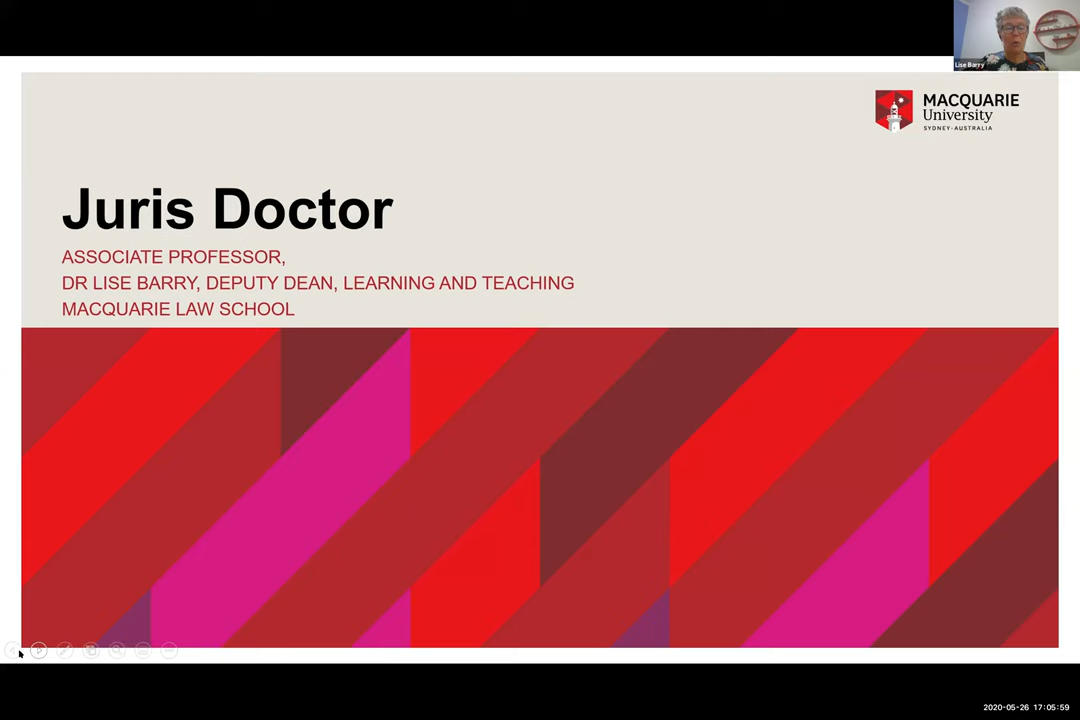 Lise Barry
MACQUARIE
University
SYDNEY-AUSTRALIA
Juris Doctor
ASSOCIATE PROFESSOR,
DR LISE BARRY, DEPUTY DEAN, LEARNING AND TEACHING
MACQUARIE LAW SCHOOL
2020-05-26 17:05:59